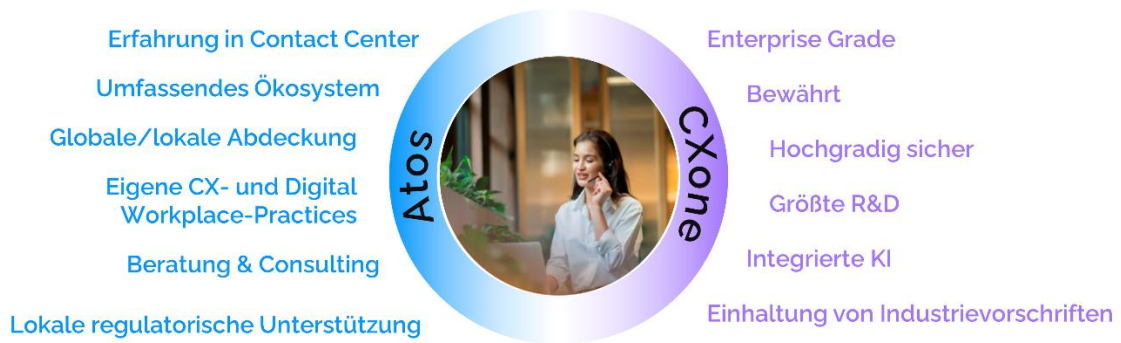 Erfahrung in Contact Center
Umfassendes Ökosystem
Globale/lokale Abdeckung
Eigene CX- und Digital
Workplace-Practices
Beratung & Consulting
Lokale regulatorische Unterstützung
Atos
CXone
Enterprise Grade
Bewährt
Hochgradig sicher
Größte R&D
Integrierte KI
Einhaltung von Industrievorschriften